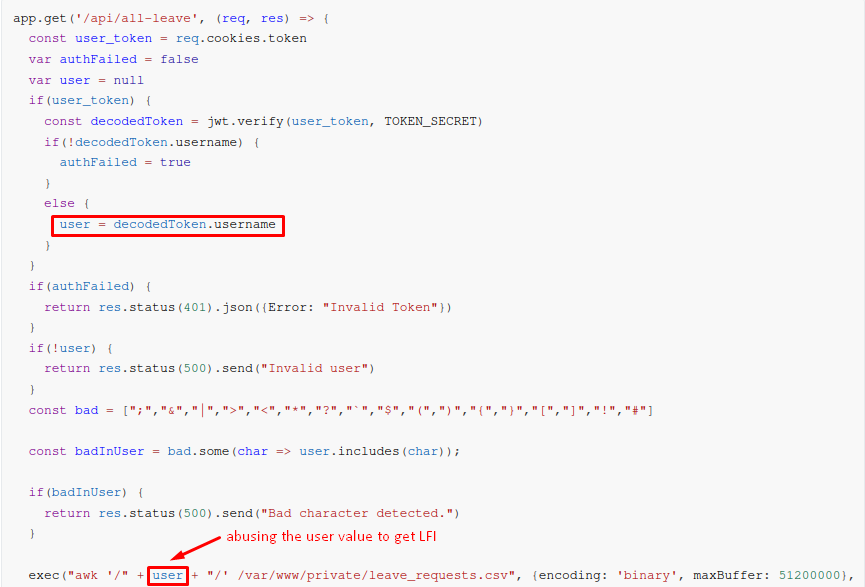 app.get('/api/all-leave', (req, res) => {
const user_token = req.cookies.token
var authFailed = false
var user = null
if(user_token) {
const decodedToken = jwt.verify(user_token, TOKEN_SECRET)
if(!decodedToken.username) {
authFailed = true
}
else {
user = decodedToken.username
}
}
if(authFailed) {
return res.status(401).json({Error: "Invalid Token"})
}
if(!user) {
return res.status(500).send("Invalid user")
}
const bad = [";","&","|",">","<","*","?","`","$","(",")","{","}","[","]","!","#"]
const badInUser = bad.some(char => user.includes(char));
if(badInUser) {
return res.status(500).send("Bad character detected.")
}
abusing the user value to get LFI
exec("awk '/" + user + "/' /var/www/private/leave_requests.csv", {encoding: 'binary', maxBuffer: 51200000},